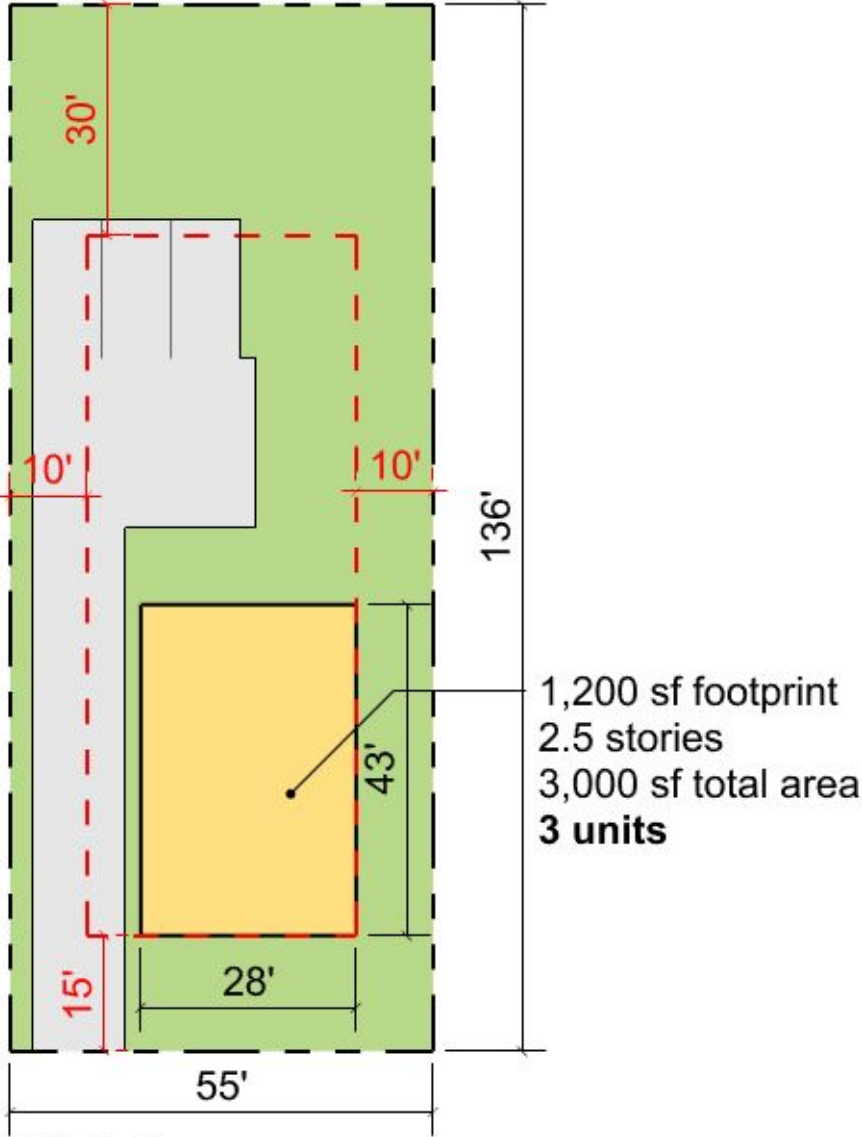 30'
10'
10'
136'
1,200 sf footprint
2.5 stories
3,000 sf total area
3 units
43'
28'
15'
55'